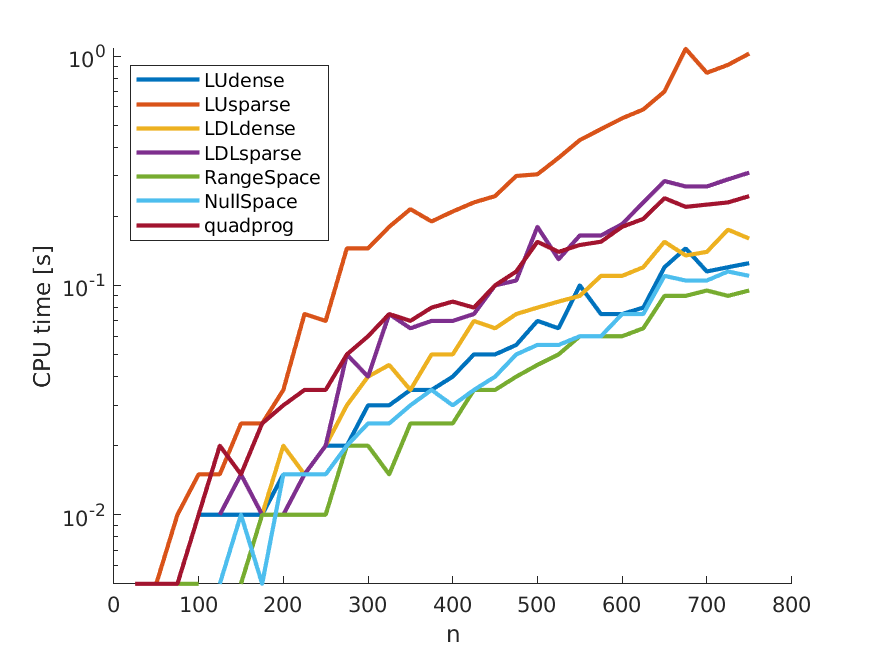 10^0
10^-1
10^-2
CPU time [s]
LUdense
LUsparse
LDLdense
LDLsparse
RangeSpace
NullSpace
quadprog
0 100 200 300 400 500 600 700 800
n